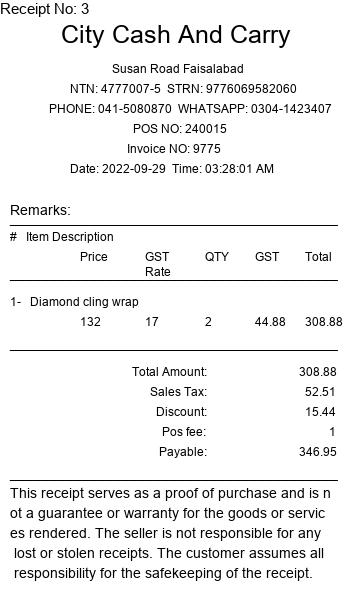 Receipt No: 3
City Cash And Carry
Susan Road Faisalabad
NTN: 4777007-5 STRN: 9776069582060
PHONE: 041-5080870 WHATSAPP: 0304-1423407
POS NO: 240015
Invoice NO: 9775
Date: 2022-09-29 Time: 03:28:01 AM
Remarks:
# Item Description
Price GST Rate QTY GST Total
1- Diamond cling wrap
132 17 2 44.88 308.88
Total Amount: 308.88
Sales Tax: 52.51
Discount: 15.44
Pos fee: 1
Payable: 346.95
This receipt serves as a proof of purchase and is n
ot a guarantee or warranty for the goods or servic
es rendered. The seller is not responsible for any
lost or stolen receipts. The customer assumes all
responsibility for the safekeeping of the receipt.